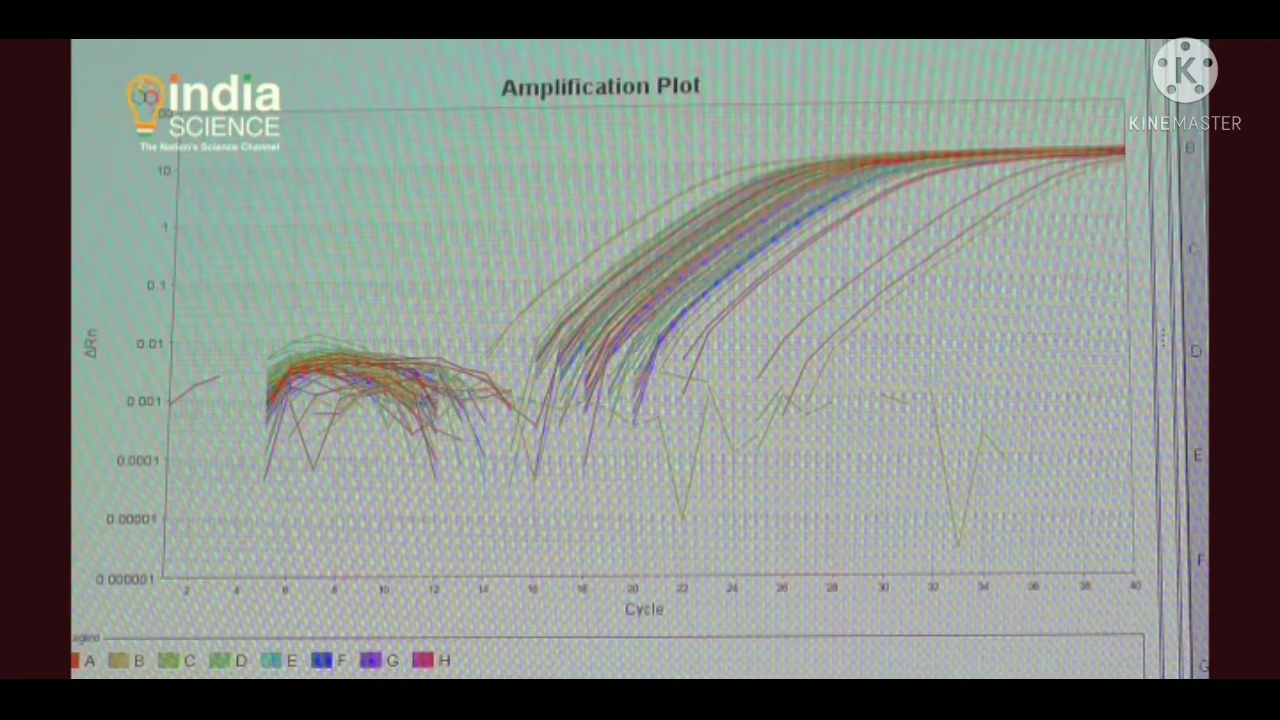 Amplification Plot
india
SCIENCE
The Nation's Science Channel
K
KINEMASTER
10
1
0.1
0.01
0.001
0.0001
0.00001
0.000001
ΔRn
2 4 6 8 10 12 14 16 18 20 22 24 26 28 30 32 34 36 38 40
Cycle
A B C D E F G H
B
C
D
E
F
G